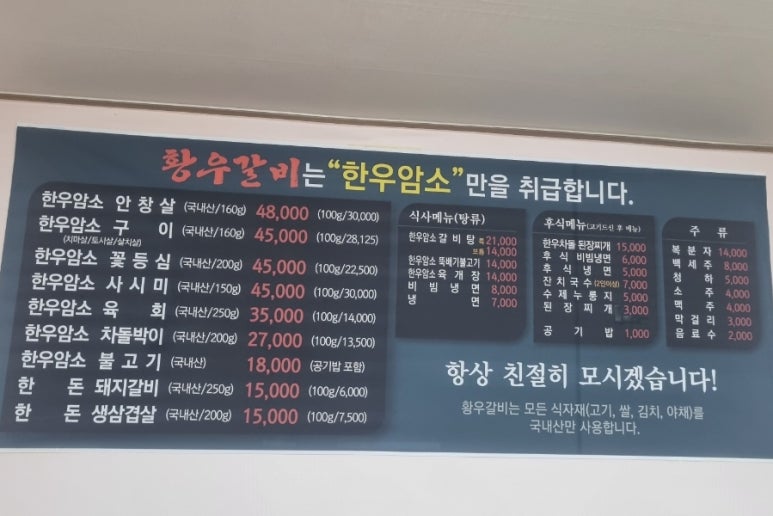 황우갈비는 "한우암소"만을 취급합니다.
한우암소 안창살 (국내산/160g) 48,000 (100g/30,000)
한우암소 구이 (국내산/160g) 45,000 (100g/28,125)
(치마살/토시살/살치살)
한우암소 꽃등심 (국내산/200g) 45,000 (100g/22,500)
한우암소 사시미 (국내산/150g) 45,000 (100g/30,000)
한우암소 육회 (국내산/250g) 35,000 (100g/14,000)
한우암소 차돌박이 (국내산/200g) 27,000 (100g/13,500)
한우암소 불고기 (국내산) 18,000 (공기밥 포함)
한돈 돼지갈비 (국내산/250g) 15,000 (100g/6,000)
한돈 생삼겹살 (국내산/200g) 15,000 (100g/7,500)
식사메뉴(탕류)
한우암소 갈비탕 특 21,000
보통 14,000
한우암소 뚝배기불고기 14,000
한우암소 육개장 14,000
비빔냉면 8,000
냉면 7,000
후식메뉴(고기드신 후 메뉴)
한우차돌 된장찌개 15,000
후식 비빔냉면 6,000
후식 냉면 5,000
잔치국수(2인이상) 7,000
수제누룽지 5,000
된장찌개 3,000
공기밥 1,000
주류
복분자 14,000
백세주 8,000
청하 5,000
소주 4,000
맥주 4,000
막걸리 3,000
음료수 2,000
항상 친절히 모시겠습니다!
황우갈비는 모든 식자재(고기, 쌀, 김치, 야채)를
국내산만 사용합니다.